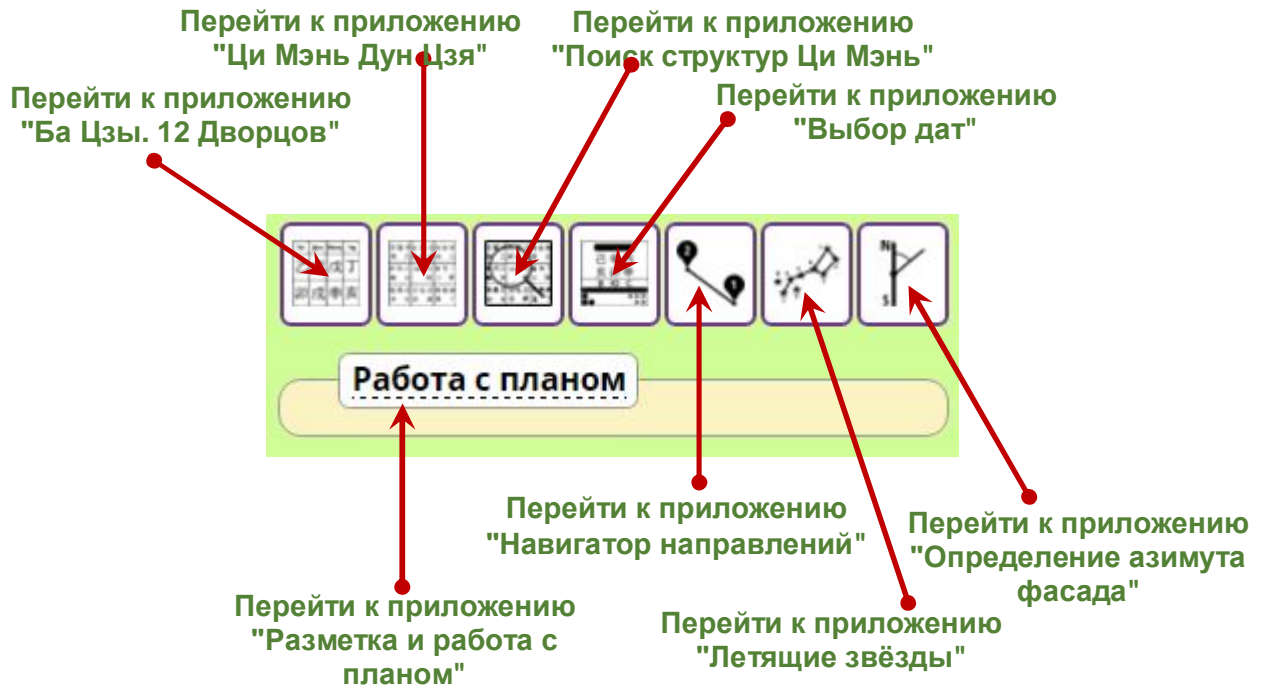 Перейти к приложению
"Ци Мэнь Дун Цзя"
Перейти к приложению
"Поиск структур Ци Мэнь"
Перейти к приложению
"Ба Цзы. 12 Дворцов"
Перейти к приложению
"Выбор дат"
N
S
2
1
Работа с планом
Перейти к приложению
"Навигатор направлений"
Перейти к приложению
"Определение азимута
фасада"
Перейти к приложению
"Разметка и работа с
планом"
Перейти к приложению
"Летящие звёзды"